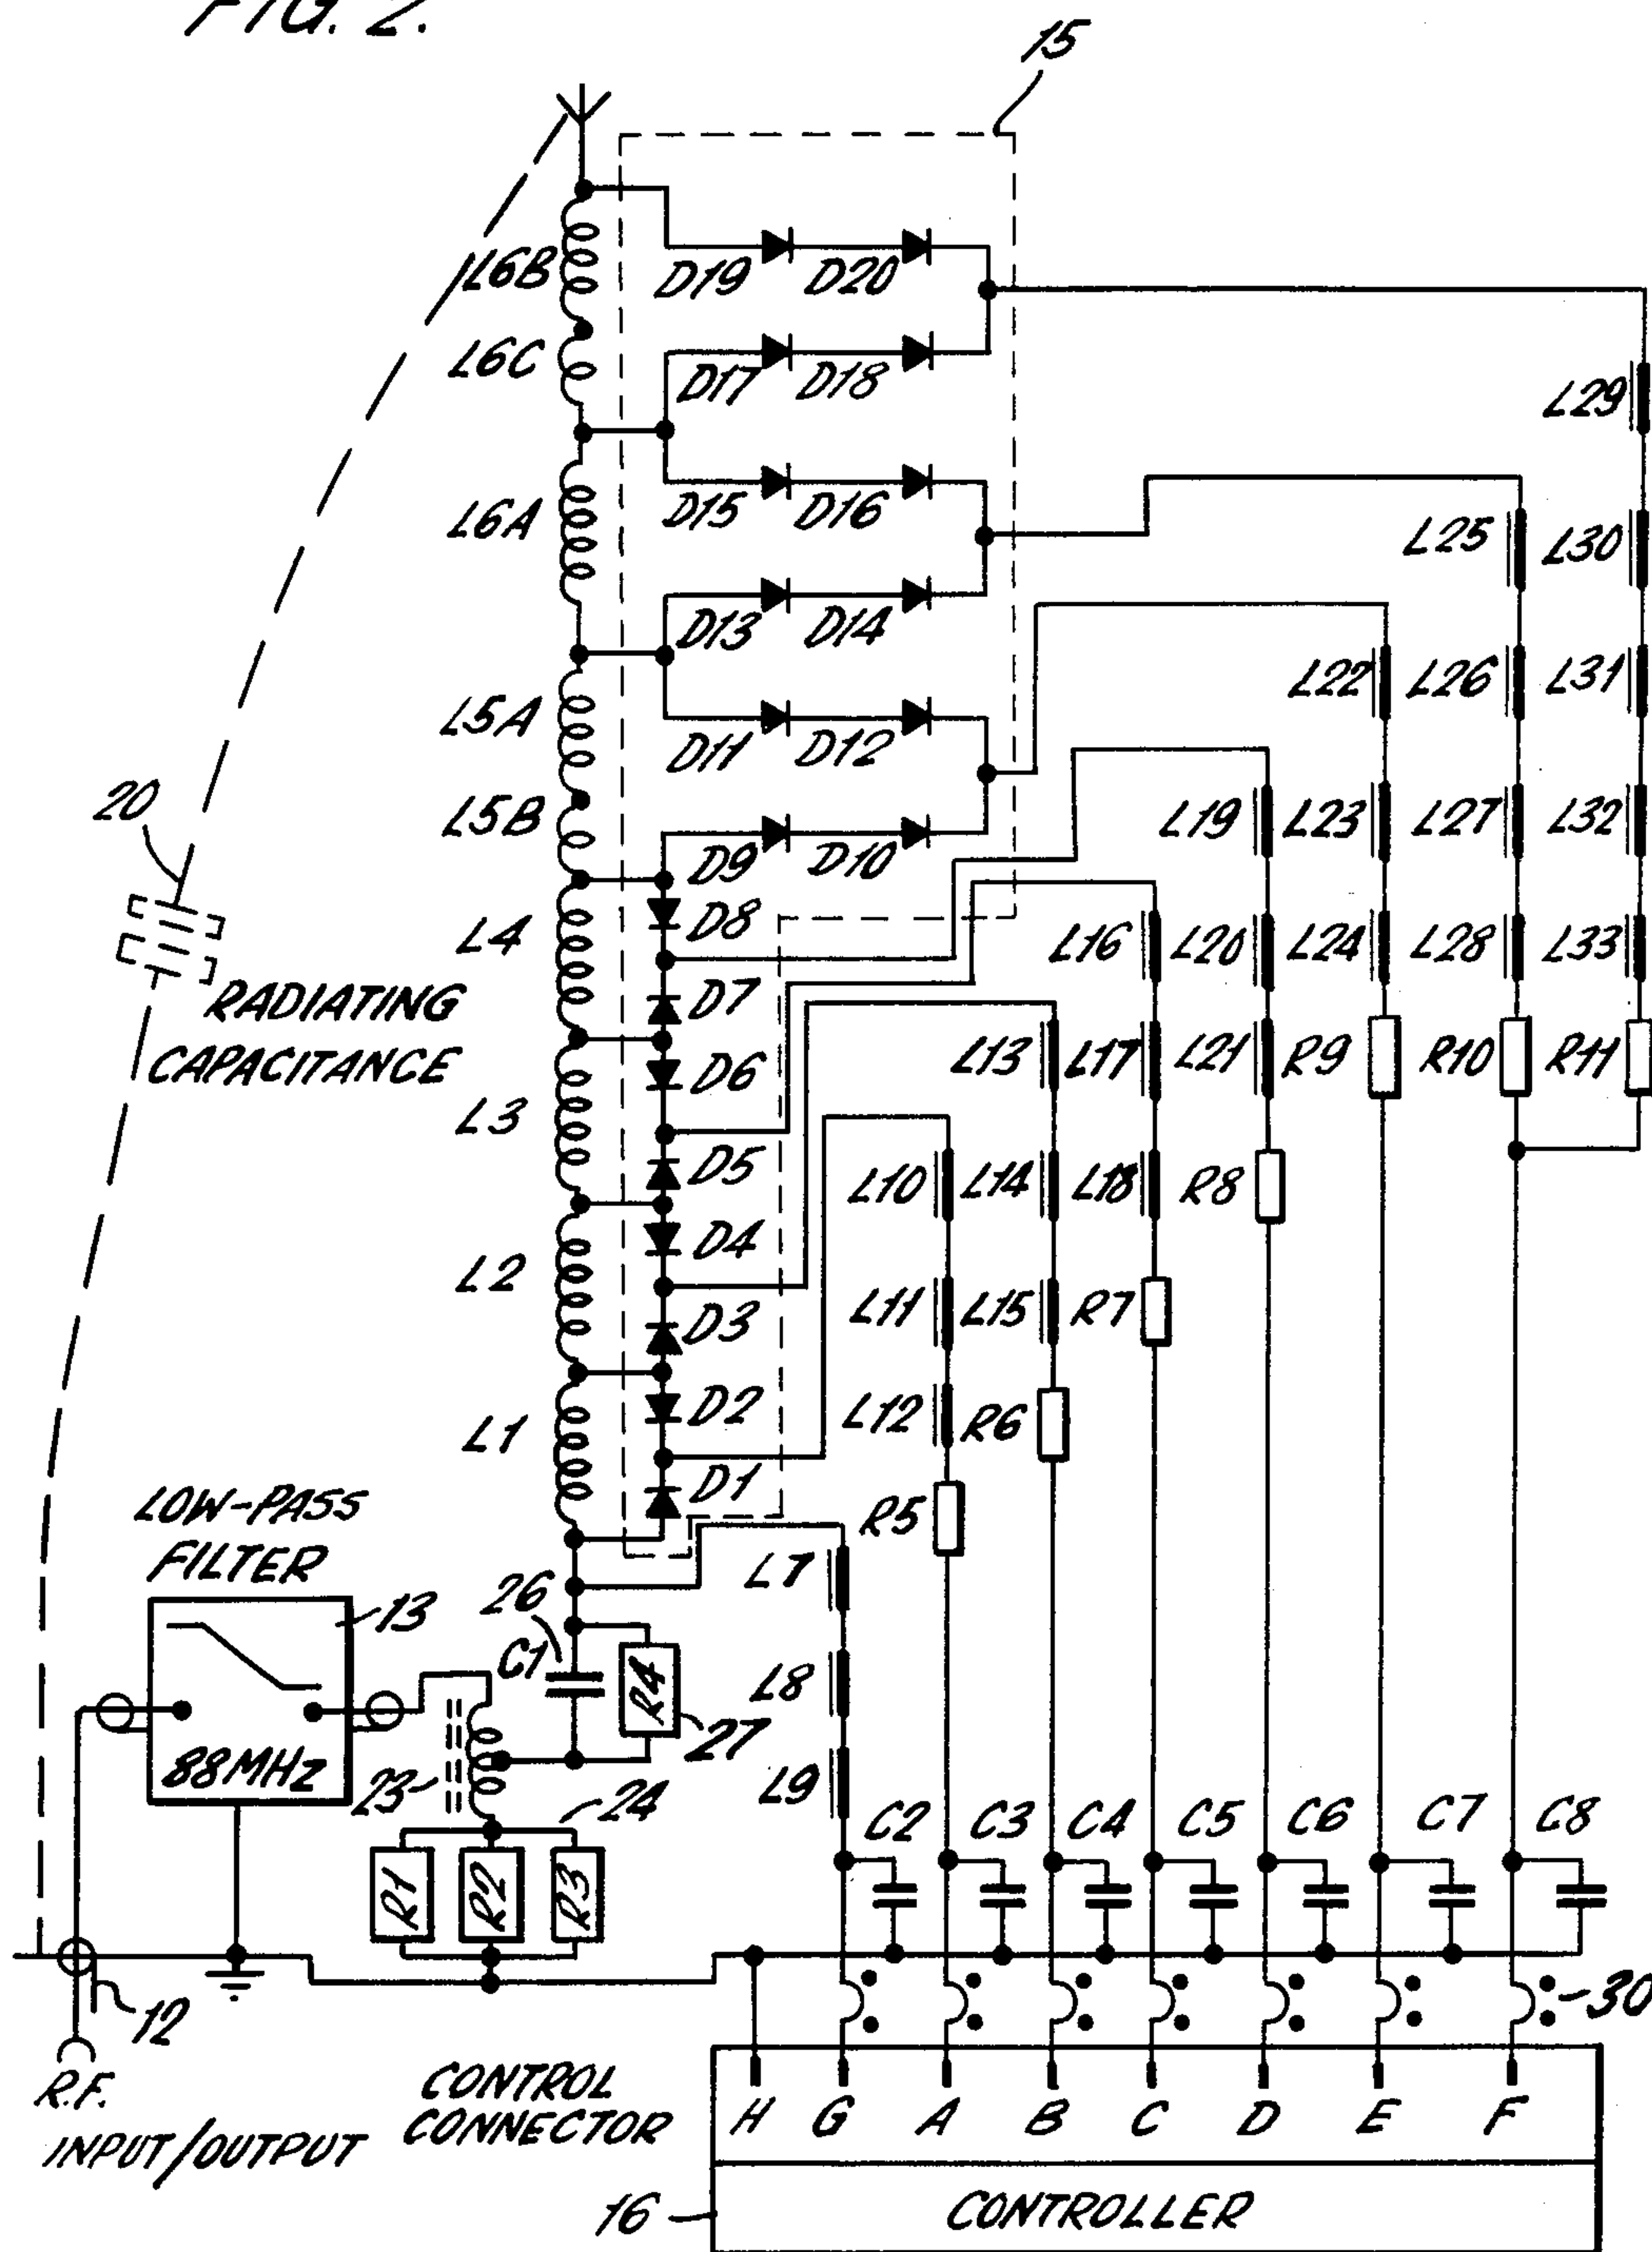 FIG. 2.
15
L6B
D19 D20
L6C
D17 D18
L29
L6A
D15 D16
L25 L30
D13 D14
L22 L26 L31
L5A
D11 D12
20
L5B
L19 L23 L27 L32
D9 D10
D8
L4
L16 L20 L24 L28 L33
RADIATING
CAPACITANCE
D7
L13 L17 L21 R9 R10 R11
D6
L3
D5
L10 L14 L18 R8
D4
L2
L11 L15 R7
D3
D2
L12 R6
L1
D1
R5
LOW-PASS
FILTER
L7
26
13
C1
R4
L8
27
88MHz
23
L9
24
C2 C3 C4 C5 C6 C7 C8
R1 R2 R3
30
12
R.F.
INPUT/OUTPUT
CONTROL
CONNECTOR
H G A B C D E F
16
CONTROLLER